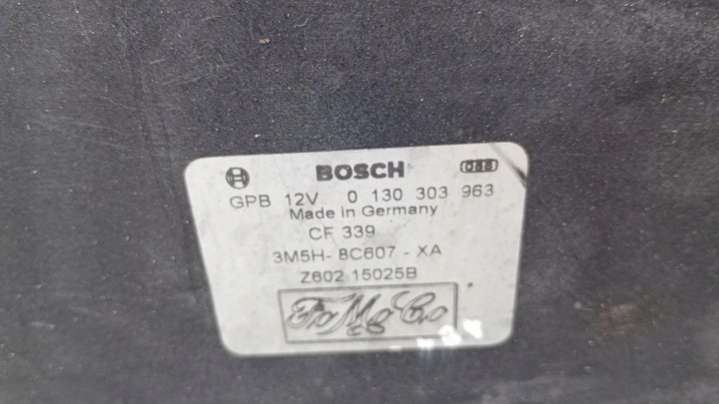 BOSCH
GPB 12V 0 130 303 963
Made in Germany
CF 339
3M5H- 8C607 - XA
Z602 15025B
FoMoCo